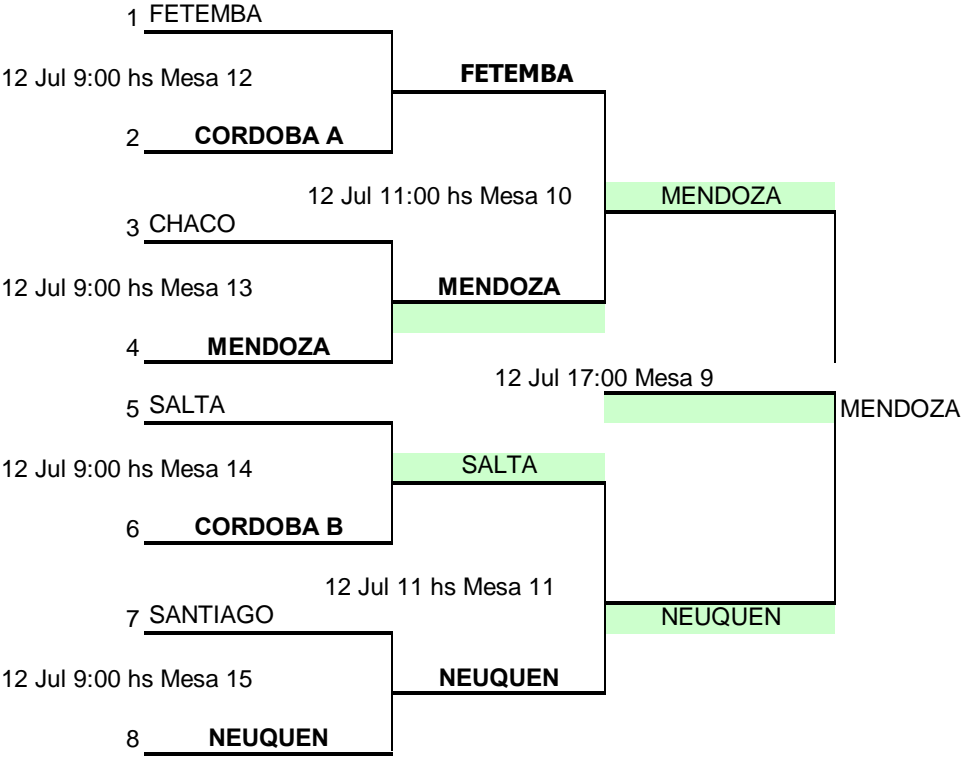 1 FETEMBA
12 Jul 9:00 hs Mesa 12
FETEMBA
2 CORDOBA A
12 Jul 11:00 hs Mesa 10
MENDOZA
3 CHACO
12 Jul 9:00 hs Mesa 13
MENDOZA
4 MENDOZA
12 Jul 17:00 Mesa 9
5 SALTA
MENDOZA
12 Jul 9:00 hs Mesa 14
SALTA
6 CORDOBA B
12 Jul 11 hs Mesa 11
7 SANTIAGO
NEUQUEN
12 Jul 9:00 hs Mesa 15
NEUQUEN
8 NEUQUEN